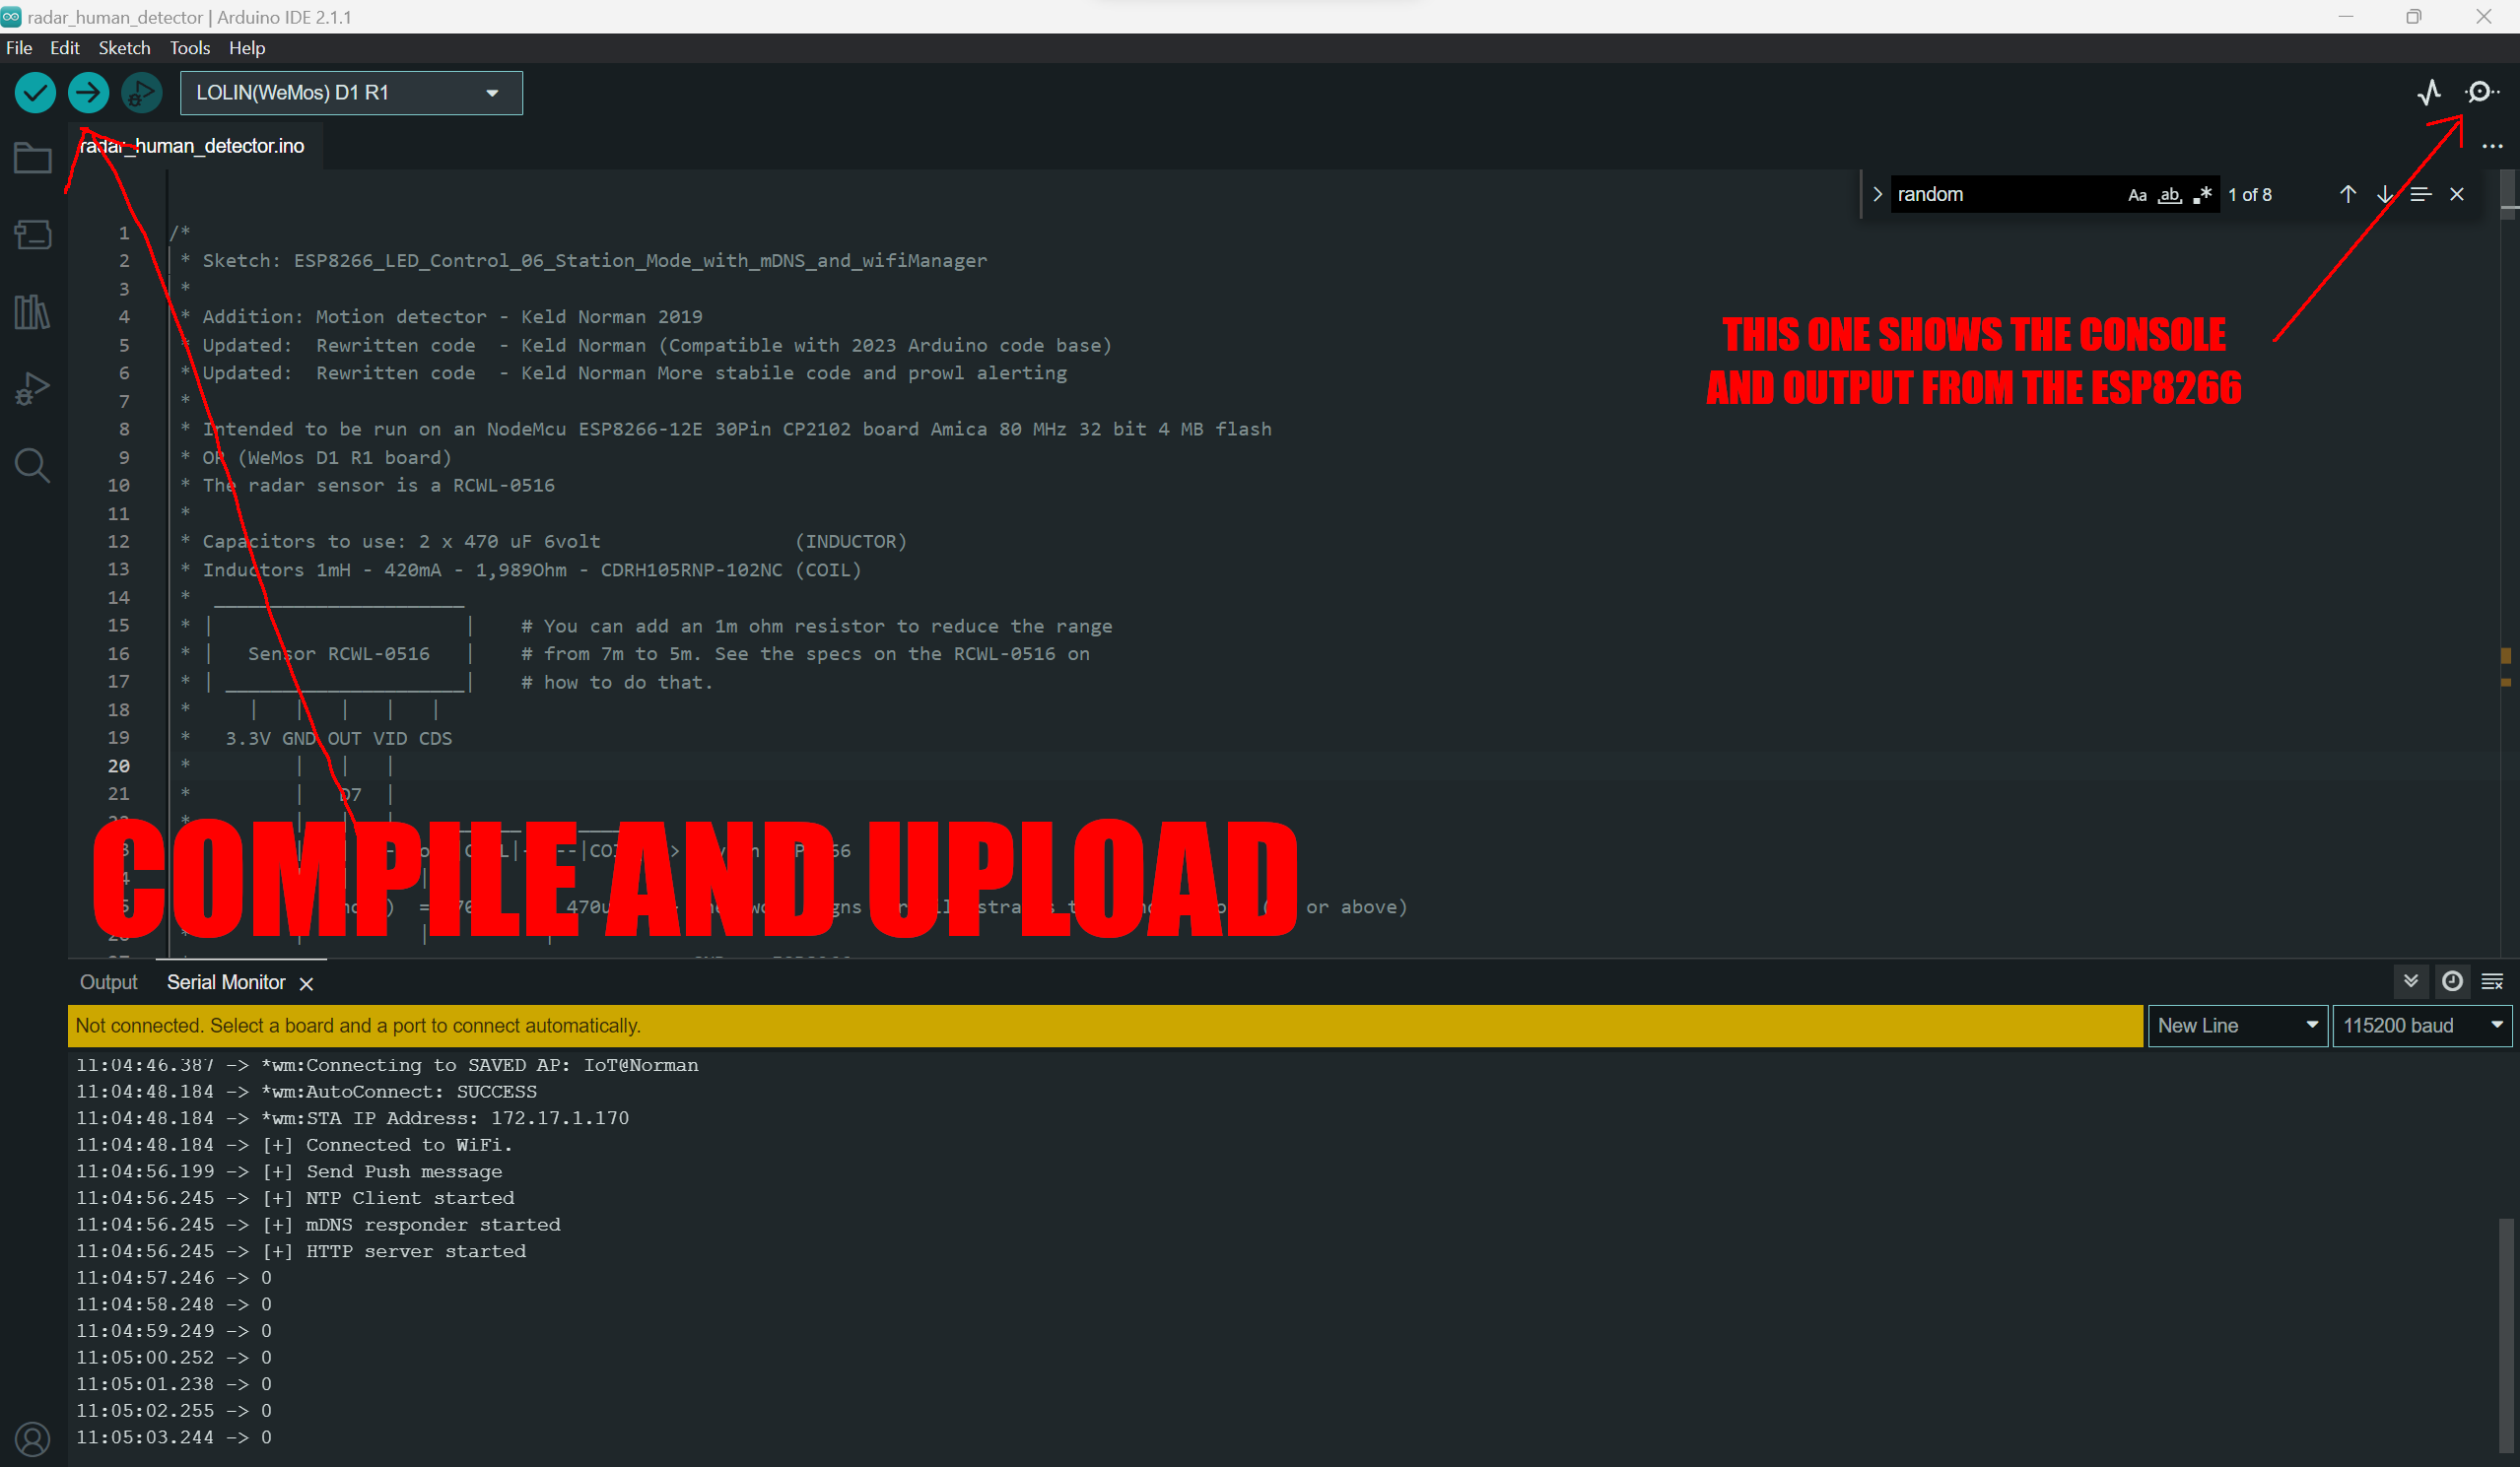 radar_human_detector | Arduino IDE 2.1.1
File Edit Sketch Tools Help
LOLIN(WeMos) D1 R1
radar_human_detector.ino
random Aa ab 1 of 8
1 /*
2 * Sketch: ESP8266_LED_Control_06_Station_Mode_with_mDNS_and_wifiManager
3 *
4 * Addition: Motion detector - Keld Norman 2019
5 * Updated: Rewritten code - Keld Norman (Compatible with 2023 Arduino code base)
6 * Updated: Rewritten code - Keld Norman More stabile code and prowl alerting
7 *
8 * Intended to be run on an NodeMcu ESP8266-12E 30Pin CP2102 board Amica 80 MHz 32 bit 4 MB flash
9 * OR (WeMos D1 R1 board)
10 * The radar sensor is a RCWL-0516
11 *
12 * Capacitors to use: 2 x 470 uF 6volt (INDUCTOR)
13 * Inductors 1mH - 420mA - 1,989Ohm - CDRH105RNP-102NC (COIL)
14 *
15 * | | # You can add an 1m ohm resistor to reduce the range
16 * | Sensor RCWL-0516 | # from 7m to 5m. See the specs on the RCWL-0516 on
17 * | | # how to do that.
18 * | | | | |
19 * 3.3V GND OUT VID CDS
20 * | | |
21 * | D7 |
THIS ONE SHOWS THE CONSOLE
AND OUTPUT FROM THE ESP8266
COMPILE AND UPLOAD
or above)
Output Serial Monitor
Not connected. Select a board and a port to connect automatically.
New Line 115200 baud
11:04:46.387 -> *wm:Connecting to SAVED AP: IoT@Norman
11:04:48.184 -> *wm:AutoConnect: SUCCESS
11:04:48.184 -> *wm:STA IP Address: 172.17.1.170
11:04:48.184 -> [+] Connected to WiFi.
11:04:56.199 -> [+] Send Push message
11:04:56.245 -> [+] NTP Client started
11:04:56.245 -> [+] mDNS responder started
11:04:56.245 -> [+] HTTP server started
11:04:57.246 -> 0
11:04:58.248 -> 0
11:04:59.249 -> 0
11:05:00.252 -> 0
11:05:01.238 -> 0
11:05:02.255 -> 0
11:05:03.244 -> 0